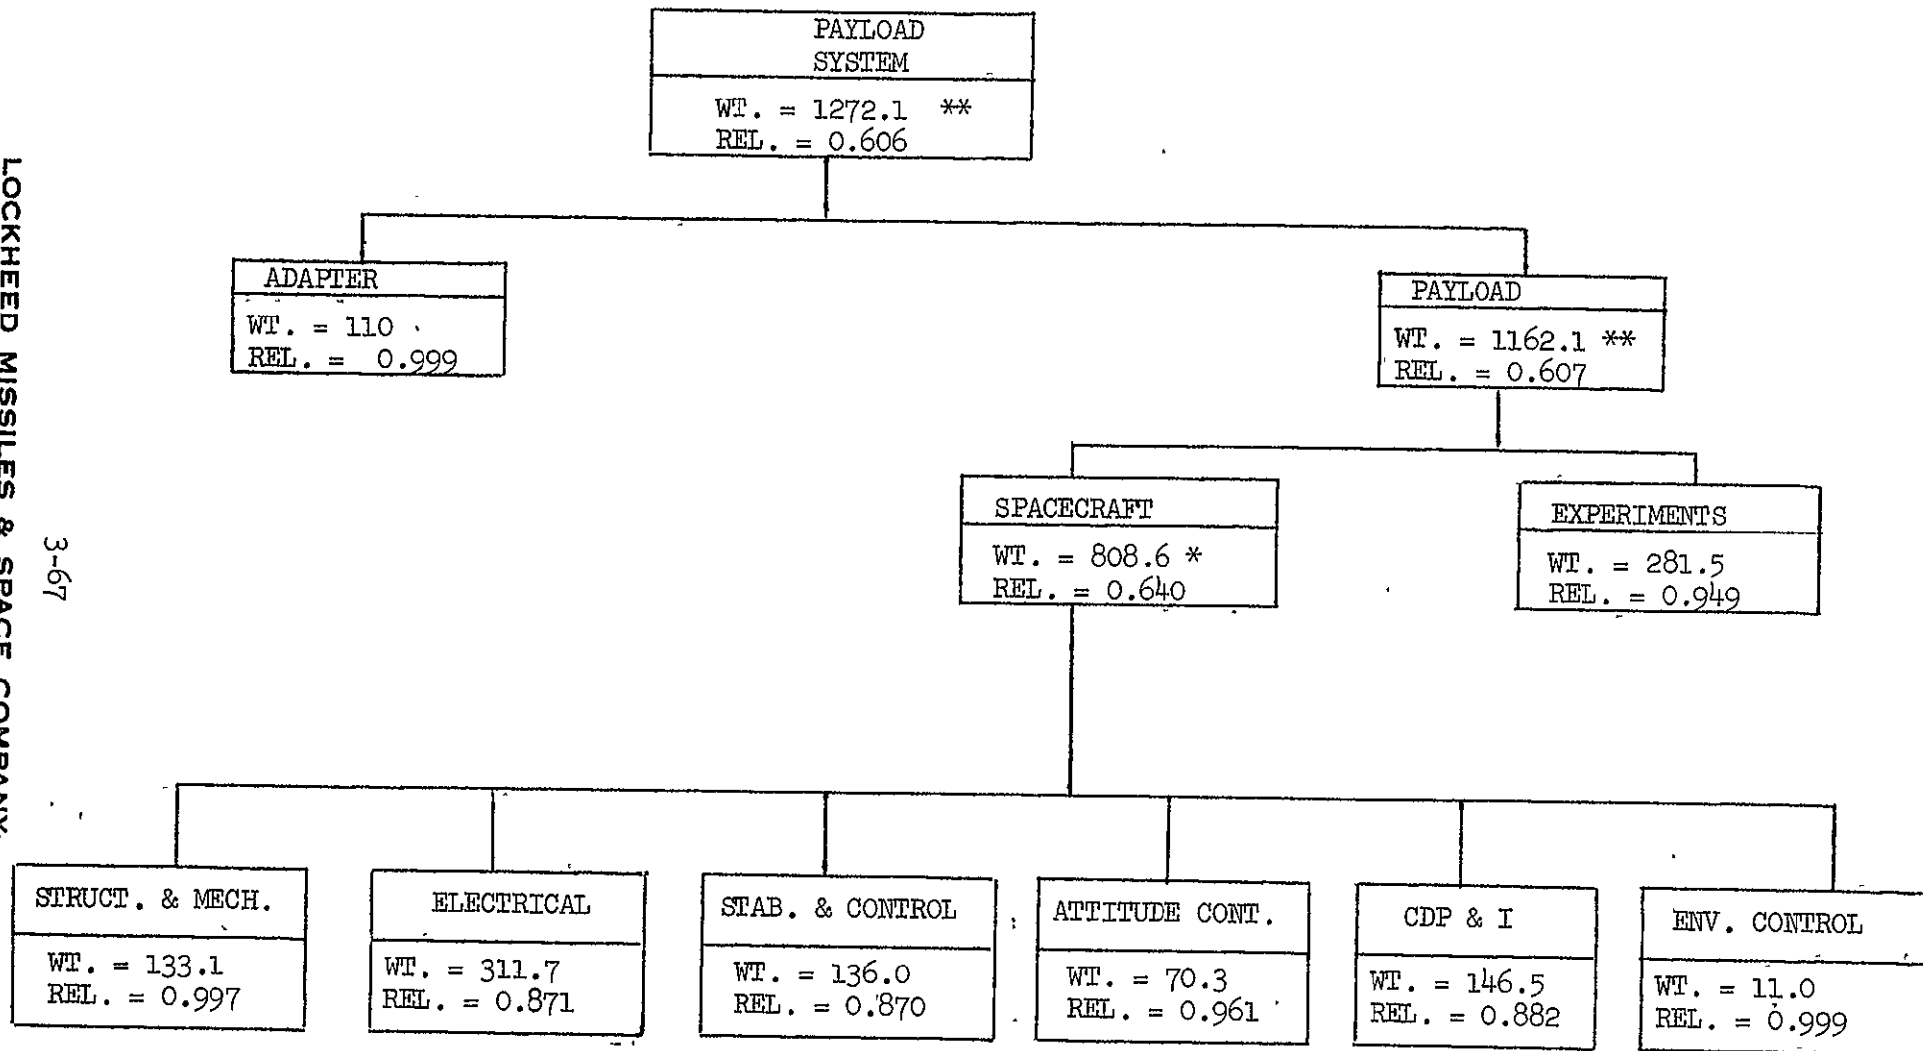 PAYLOAD
SYSTEM
WT. = 1272.1 **
REL. = 0.606
ADAPTER
WT. = 110
REL. = 0.999
PAYLOAD
WT. = 1162.1 **
REL. = 0.607
SPACECRAFT
WT. = 808.6 *
REL. = 0.640
EXPERIMENTS
WT. = 281.5
REL. = 0.949
STRUCT. & MECH.
WT. = 133.1
REL. = 0.997
ELECTRICAL
WT. = 311.7
REL. = 0.871
STAB. & CONTROL
WT. = 136.0
REL. = 0.870
ATTITUDE CONT.
WT. = 70.3
REL. = 0.961
CDP & I
WT. = 146.5
REL. = 0.882
ENV. CONTROL
WT. = 11.0
REL. = 0.999
3-67
LOCKHEED MISSILES & SPACE COMPANY